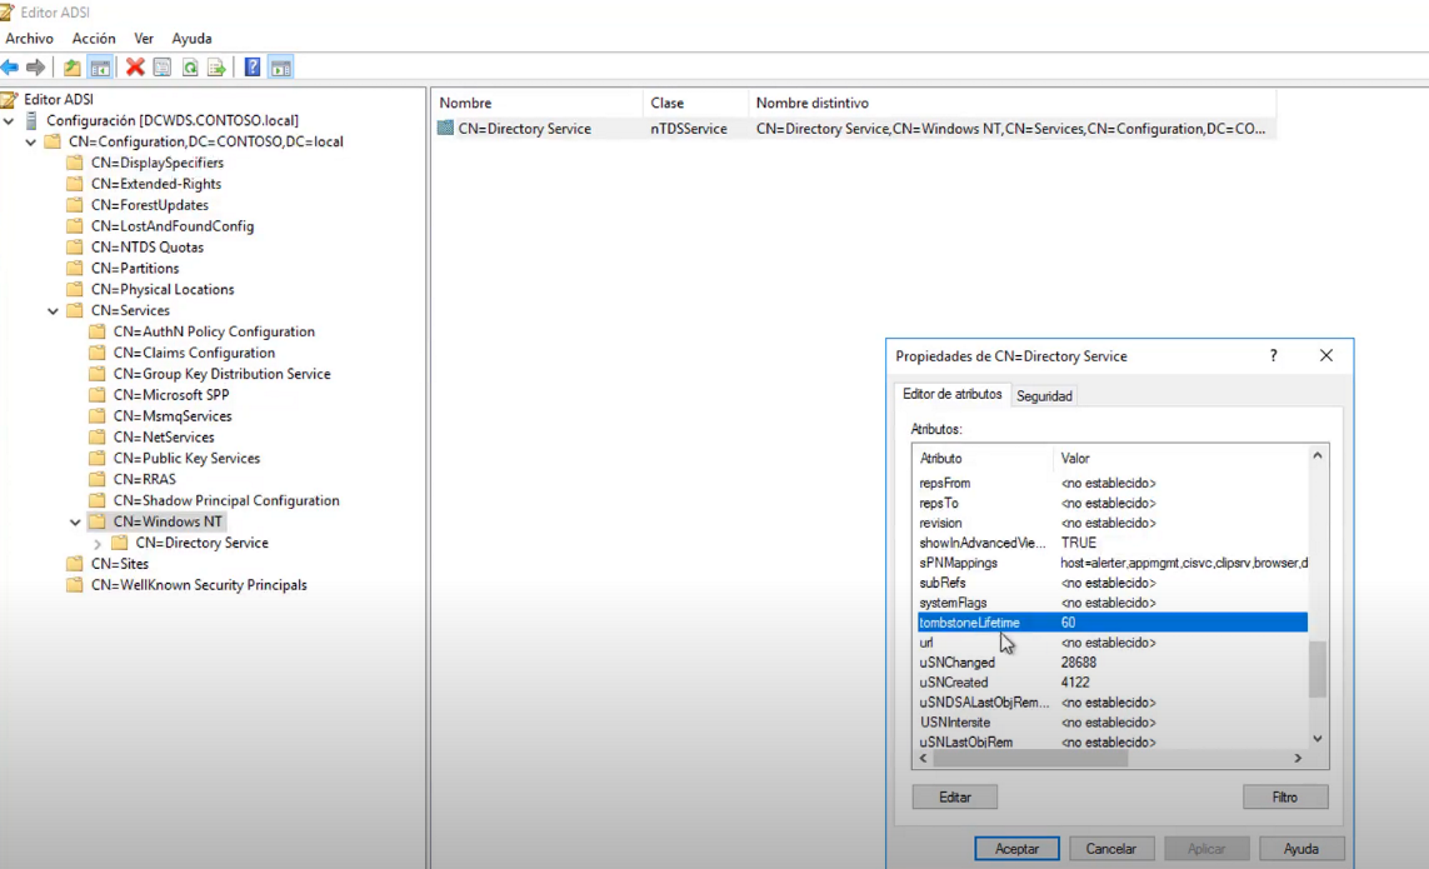 Editor ADSI
Archivo Acción Ver Ayuda
Editor ADSI
Configuración [DCWDS.CONTOSO.local]
CN=Configuration,DC=CONTOSO,DC=local
CN=DisplaySpecifiers
CN=Extended-Rights
CN=ForestUpdates
CN=LostAndFoundConfig
CN=NTDS Quotas
CN=Partitions
CN=Physical Locations
CN=Services
CN=AuthN Policy Configuration
CN=Claims Configuration
CN=Group Key Distribution Service
CN=Microsoft SPP
CN=MsmqServices
CN=NetServices
CN=Public Key Services
CN=RRAS
CN=Shadow Principal Configuration
CN=Windows NT
CN=Directory Service
CN=Sites
CN=WellKnown Security Principals
Nombre Clase Nombre distintivo
CN=Directory Service nTDSService CN=Directory Service,CN=Windows NT,CN=Services,CN=Configuration,DC=CO...
Propiedades de CN=Directory Service ?
Editor de atributos Seguridad
Atributos:
Atributo Valor
repsFrom <no establecido>
repsTo <no establecido>
revision <no establecido>
showInAdvancedVie... TRUE
sPNMappings host=alerter,appmgmt,cisvc,clipsrv,browser,d
subRefs <no establecido>
systemFlags <no establecido>
tombstoneLifetime 60
url <no establecido>
uSNChanged 28688
uSNCreated 4122
uSNDSALastObjRem... <no establecido>
USNIntersite <no establecido>
uSNLastObjRem <no establecido>
Editar Filtro
Aceptar Cancelar Aplicar Ayuda